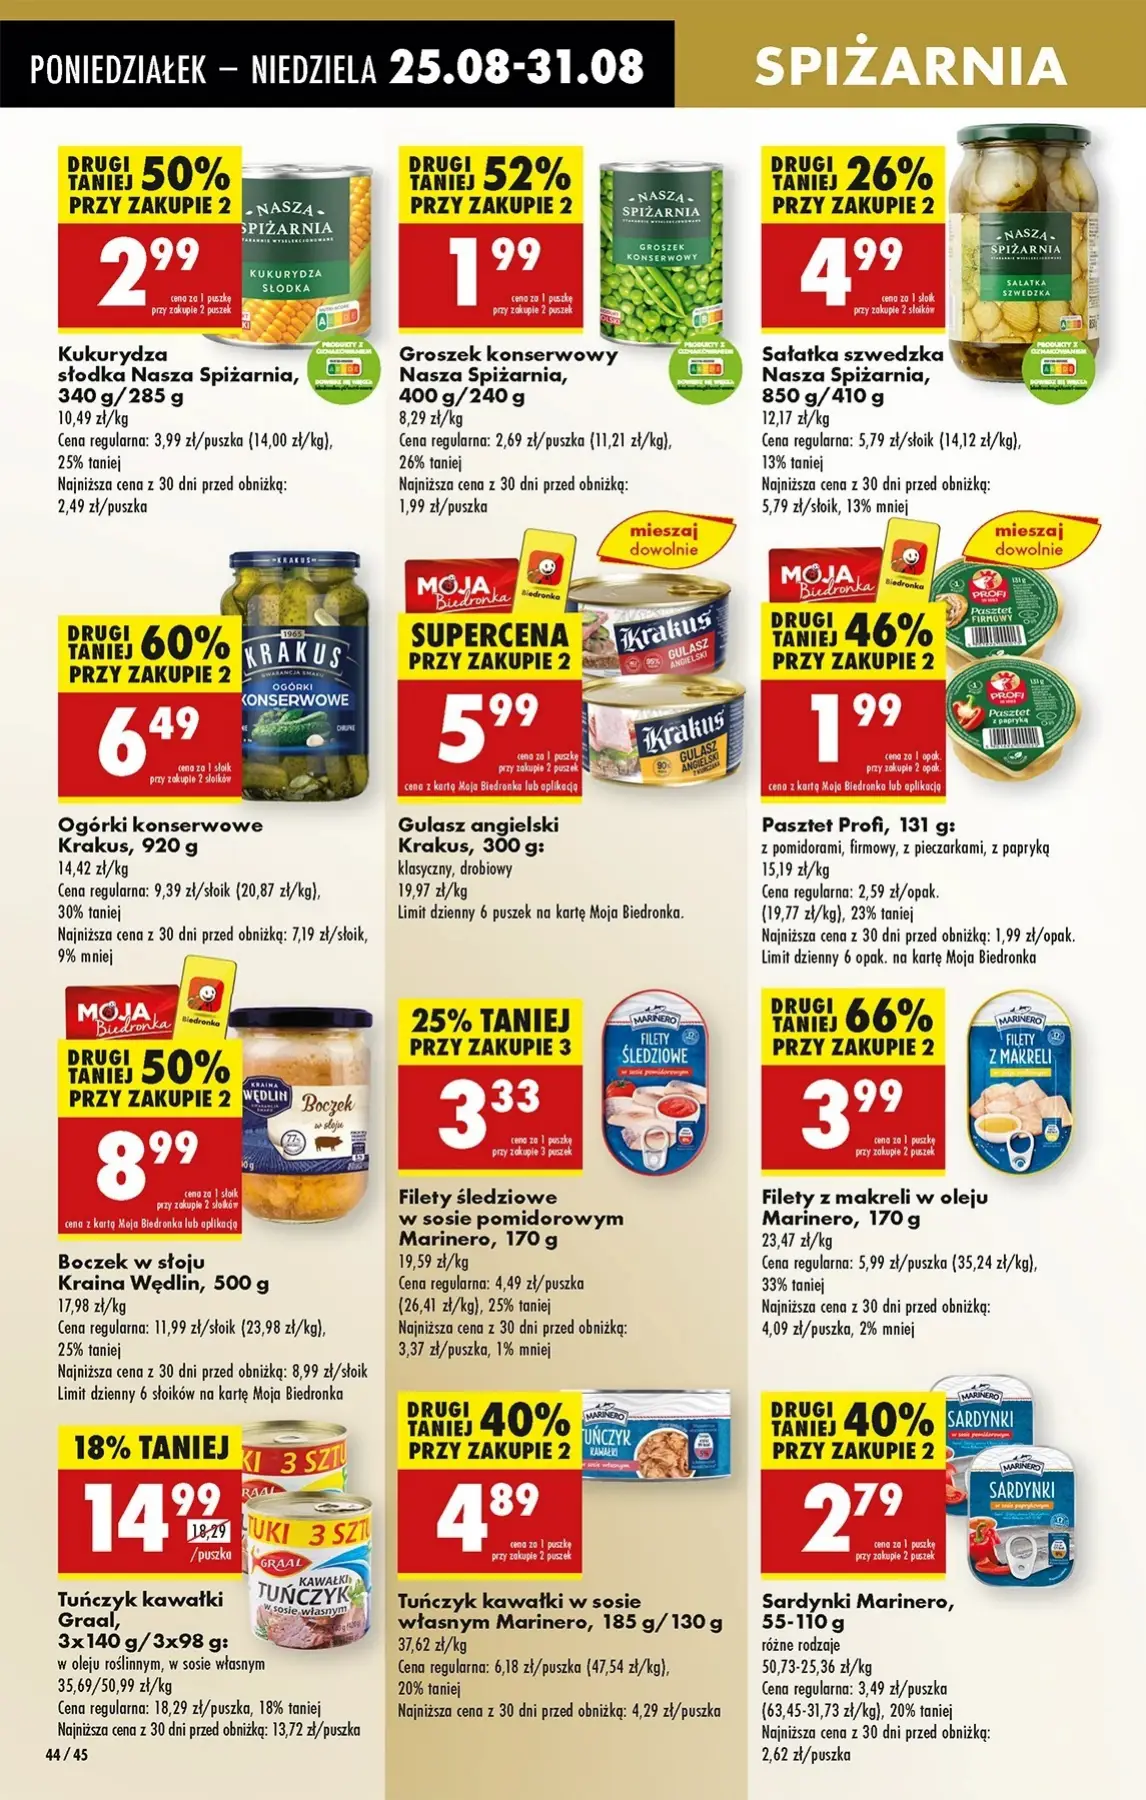 PONIEDZIAŁEK – NIEDZIELA 25.08-31.08
SPIŻARNIA
DRUGI TANIEJ 50%
PRZY ZAKUPIE 2
2 99
cena za 1 puszkę
przy zakupie 2 puszek
NASZA
SPIŻARNIA
KUKURYDZA
SŁODKA
Kukurydza
słodka Nasza Spiżarnia,
340 g/285 g
10,49 zł/kg
Cena regularna: 3,99 zł/puszka (14,00 zł/kg),
25% taniej
Najniższa cena z 30 dni przed obniżką:
2,49 zł/puszka
DRUGI TANIEJ 52%
PRZY ZAKUPIE 2
1 99
cena za 1 puszkę
przy zakupie 2 puszek
NASZA
SPIŻARNIA
GROSZEK
KONSERWOWY
Groszek konserwowy
Nasza Spiżarnia,
400 g/240 g
8,29 zł/kg
Cena regularna: 2,69 zł/puszka (11,21 zł/kg),
26% taniej
Najniższa cena z 30 dni przed obniżką:
1,99 zł/puszka
DRUGI TANIEJ 26%
PRZY ZAKUPIE 2
4 99
cena za 1 słoik
przy zakupie 2 słoików
NASZA
SPIŻARNIA
SAŁATKA
SZWEDZKA
Sałatka szwedzka
Nasza Spiżarnia,
850 g/410 g
12,17 zł/kg
Cena regularna: 5,79 zł/słoik (14,12 zł/kg),
13% taniej
Najniższa cena z 30 dni przed obniżką:
5,79 zł/słoik, 13% mniej
DRUGI TANIEJ 60%
PRZY ZAKUPIE 2
6 49
cena za 1 słoik
przy zakupie 2 słoików
KRAKUS
1965
KRAKUS
OGÓRKI
KONSERWOWE
Ogórki konserwowe
Krakus, 920 g
14,42 zł/kg
Cena regularna: 9,39 zł/słoik (20,87 zł/kg),
30% taniej
Najniższa cena z 30 dni przed obniżką: 7,19 zł/słoik,
9% mniej
mieszaj
dowolnie
MOJA
Biedronka
Biedronka
SUPERCENA
PRZY ZAKUPIE 2
5 99
cena za 1 puszkę
przy zakupie 2 puszek
cena z kartą Moja Biedronka lub aplikacją
Krakus
GULASZ
ANGIELSKI
Krakus
GULASZ
ANGIELSKI
Z KURCZAKA
Gulasz angielski
Krakus, 300 g:
klasyczny, drobiowy
19,97 zł/kg
Limit dzienny 6 puszek na kartę Moja Biedronka.
mieszaj
dowolnie
MOJA
Biedronka
Biedronka
DRUGI TANIEJ 46%
PRZY ZAKUPIE 2
1 99
cena za 1 opak.
przy zakupie 2 opak.
cena z kartą Moja Biedronka lub aplikacją
PROFI
131 g
Pasztet
FIRMOWY
PROFI
131 g
Pasztet
z papryką
Pasztet Profi, 131 g:
z pomidorami, firmowy, z pieczarkami, z papryką
15,19 zł/kg
Cena regularna: 2,59 zł/opak.
(19,77 zł/kg), 23% taniej
Najniższa cena z 30 dni przed obniżką: 1,99 zł/opak.
Limit dzienny 6 opak. na kartę Moja Biedronka
MOJA
Biedronka
Biedronka
DRUGI TANIEJ 50%
PRZY ZAKUPIE 2
8 99
cena za 1 słoik
przy zakupie 2 słoików
cena z kartą Moja Biedronka lub aplikacją
KRAINA
WĘDLIN
Boczek
w słoju
Boczek w słoju
Kraina Wędlin, 500 g
17,98 zł/kg
Cena regularna: 11,99 zł/słoik (23,98 zł/kg),
25% taniej
Najniższa cena z 30 dni przed obniżką: 8,99 zł/słoik
Limit dzienny 6 słoików na kartę Moja Biedronka
25% TANIEJ
PRZY ZAKUPIE 3
3 33
cena za 1 puszkę
przy zakupie 3 puszek
MARINERO
FILETY
ŚLEDZIOWE
w sosie pomidorowym
Filety śledziowe
w sosie pomidorowym
Marinero, 170 g
19,59 zł/kg
Cena regularna: 4,49 zł/puszka
(26,41 zł/kg), 25% taniej
Najniższa cena z 30 dni przed obniżką:
3,37 zł/puszka, 1% mniej
DRUGI TANIEJ 66%
PRZY ZAKUPIE 2
3 99
cena za 1 puszkę
przy zakupie 2 puszek
MARINERO
FILETY
Z MAKRELI
Filety z makreli w oleju
Marinero, 170 g
23,47 zł/kg
Cena regularna: 5,99 zł/puszka (35,24 zł/kg),
33% taniej
Najniższa cena z 30 dni przed obniżką:
4,09 zł/puszka, 2% mniej
18% TANIEJ
14 99
18,29
/puszka
KI 3 SZTU
TUKI 3 SZT
GRAAL
KAWAŁKI
TUŃCZYK
w sosie własnym
Tuńczyk kawałki
Graal,
3x140 g/3x98 g:
w oleju roślinnym, w sosie własnym
35,69/50,99 zł/kg
Cena regularna: 18,29 zł/puszka, 18% taniej
Najniższa cena z 30 dni przed obniżką: 13,72 zł/puszka
44 / 45
DRUGI TANIEJ 40%
PRZY ZAKUPIE 2
4 89
cena za 1 puszkę
przy zakupie 2 puszek
MARINERO
TUŃCZYK
KAWAŁKI
w sosie własnym
Tuńczyk kawałki w sosie
własnym Marinero, 185 g/130 g
37,62 zł/kg
Cena regularna: 6,18 zł/puszka (47,54 zł/kg),
20% taniej
Najniższa cena z 30 dni przed obniżką: 4,29 zł/puszka
DRUGI TANIEJ 40%
PRZY ZAKUPIE 2
2 79
cena za 1 puszkę
przy zakupie 2 puszek
MARINERO
SARDYNKI
w sosie pomidorowym
MARINERO
SARDYNKI
w sosie paprykowym
Sardynki Marinero,
55-110 g
różne rodzaje
50,73-25,36 zł/kg
Cena regularna: 3,49 zł/puszka
(63,45-31,73 zł/kg), 20% taniej
Najniższa cena z 30 dni przed obniżką:
2,62 zł/puszka